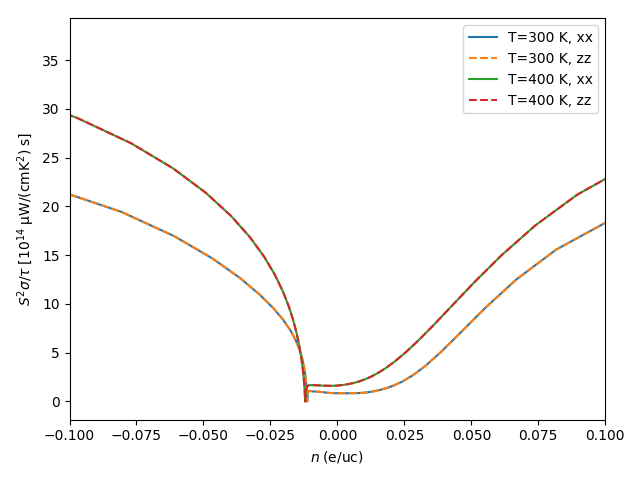 T=300 K, xx
T=300 K, zz
T=400 K, xx
T=400 K, zz
35
30
25
20
15
10
5
0
S²σ/τ [10¹⁴ μW/(cmK²) s]
−0.100 −0.075 −0.050 −0.025 0.000 0.025 0.050 0.075 0.100
n (e/uc)